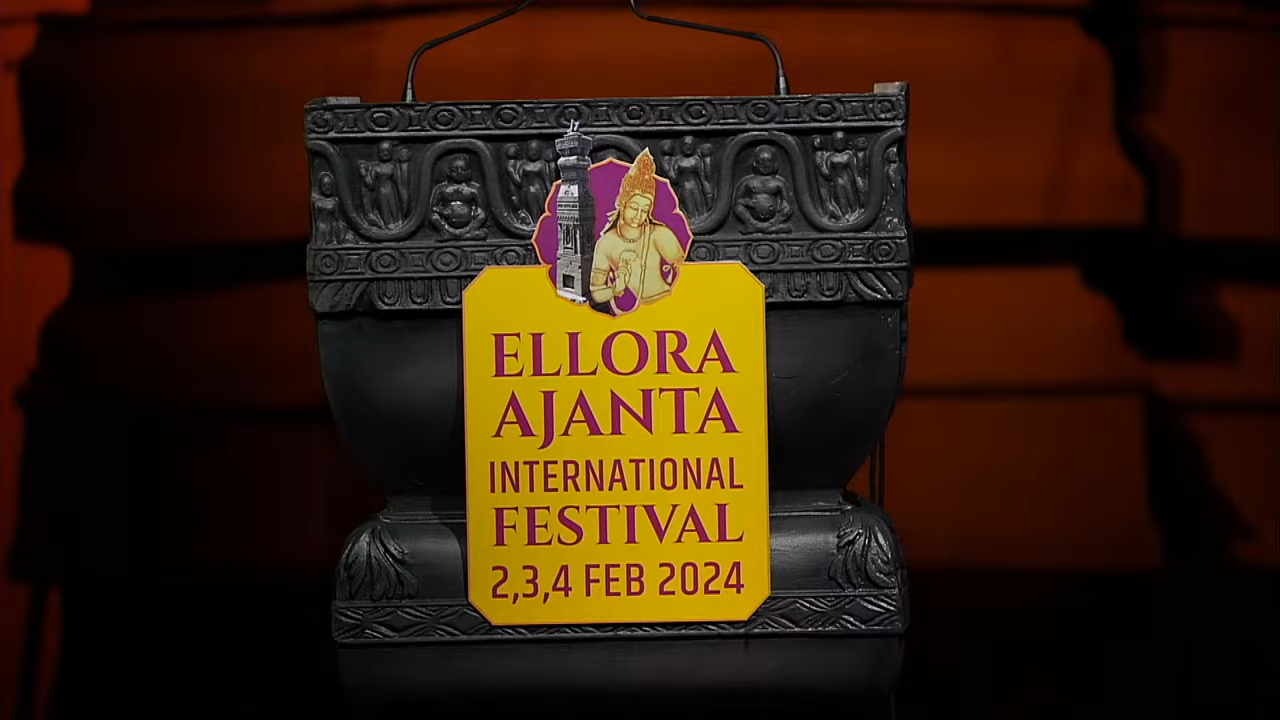 ELLORA
AJANTA
INTERNATIONAL
FESTIVAL
2,3,4 FEB 2024